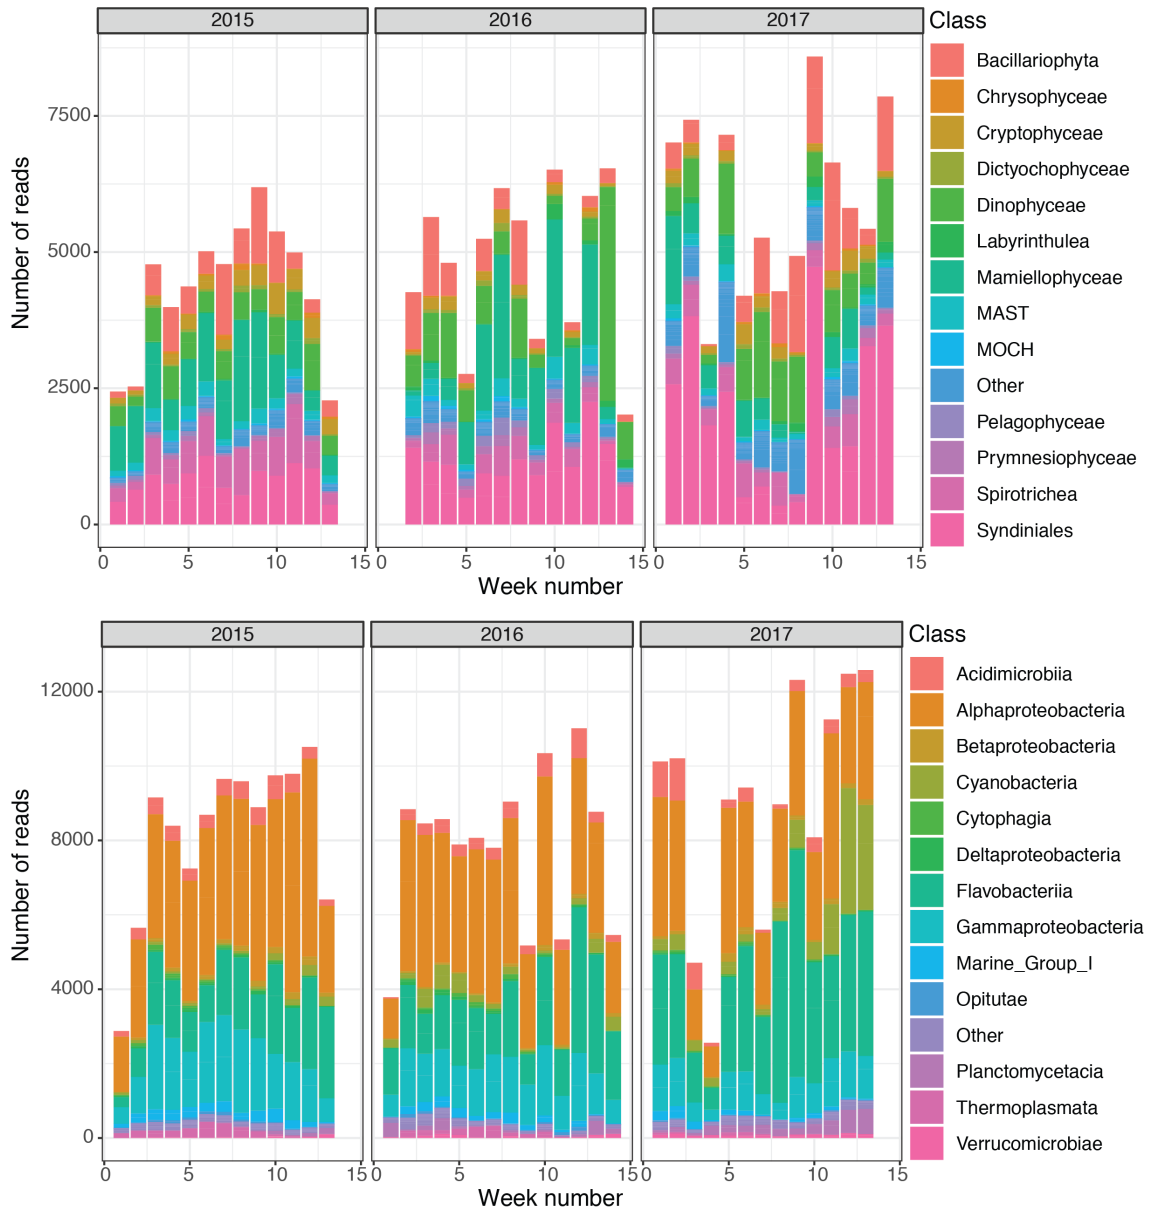 2015 2016 2017 Class
Bacillariophyta
Chrysophyceae
Cryptophyceae
Dictyochophyceae
Dinophyceae
Labyrinthulea
Mamiellophyceae
MAST
MOCH
Other
Pelagophyceae
Prymnesiophyceae
Spirotrichea
Syndiniales
Number of reads
7500
5000
2500
0
0 5 10 15 0 5 10 15 0 5 10 15
Week number
2015 2016 2017 Class
Acidimicrobiia
Alphaproteobacteria
Betaproteobacteria
Cyanobacteria
Cytophagia
Deltaproteobacteria
Flavobacteriia
Gammaproteobacteria
Marine_Group_I
Opitutae
Other
Planctomycetacia
Thermoplasmata
Verrucomicrobiae
Number of reads
12000
8000
4000
0
0 5 10 15 0 5 10 15 0 5 10 15
Week number